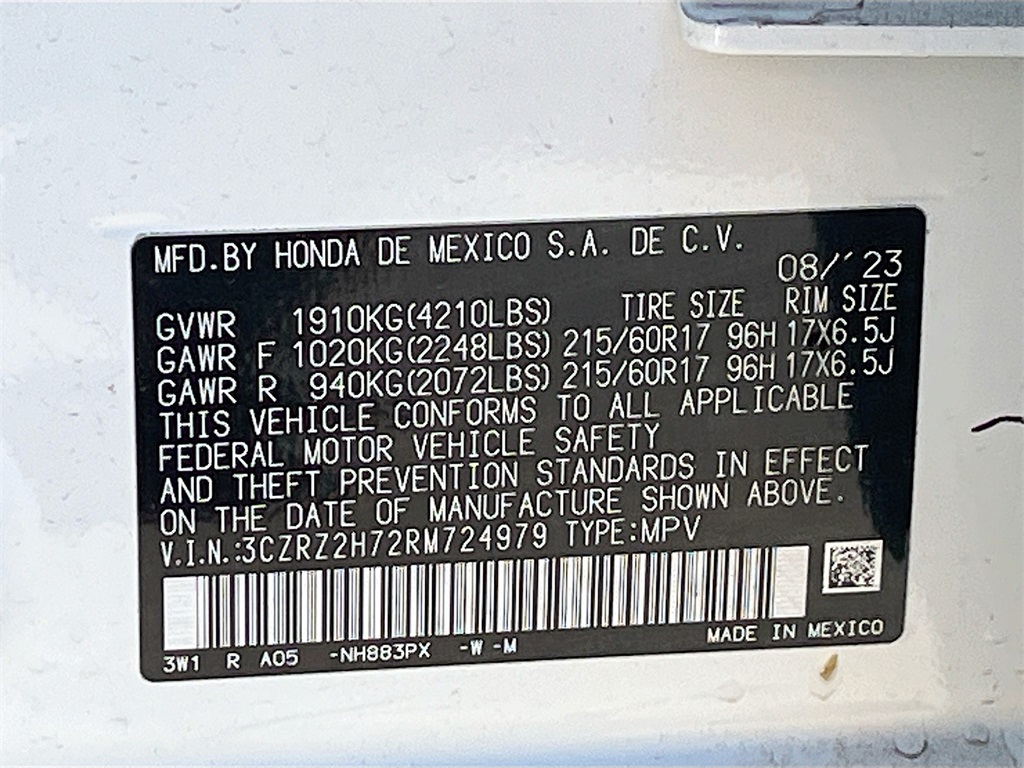 MFD.BY HONDA DE MEXICO S.A. DE C.V.
08/'23
GVWR 1910KG(4210LBS) TIRE SIZE RIM SIZE
GAWR F 1020KG(2248LBS) 215/60R17 96H 17X6.5J
GAWR R 940KG(2072LBS) 215/60R17 96H 17X6.5J
THIS VEHICLE CONFORMS TO ALL APPLICABLE
FEDERAL MOTOR VEHICLE SAFETY
AND THEFT PREVENTION STANDARDS IN EFFECT
ON THE DATE OF MANUFACTURE SHOWN ABOVE.
V.I.N.:3CZRZ2H72RM724979 TYPE:MPV
3W1 R A05 -NH883PX -W -M MADE IN MEXICO